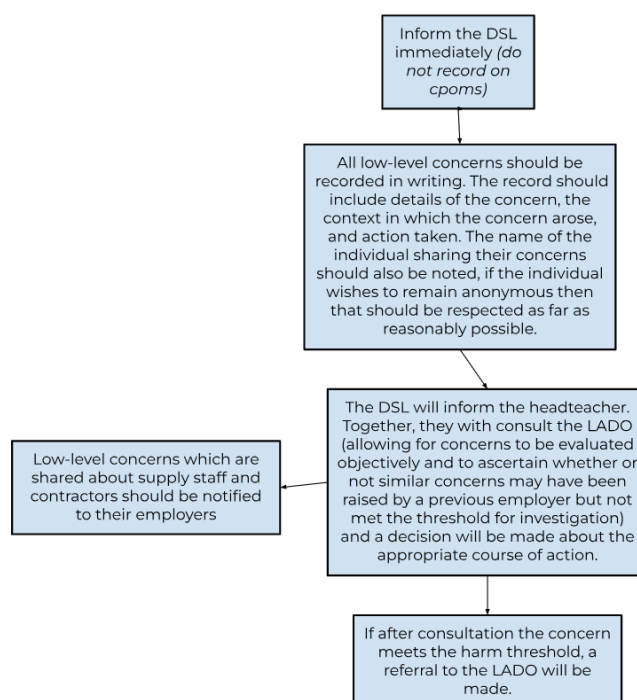 Inform the DSL
immediately (do
not record on
cpoms)
All low-level concerns should be
recorded in writing. The record should
include details of the concern, the
context in which the concern arose,
and action taken. The name of the
individual sharing their concerns
should also be noted, if the individual
wishes to remain anonymous then
that should be respected as far as
reasonably possible.
The DSL will inform the headteacher.
Together, they with consult the LADO
(allowing for concerns to be evaluated
objectively and to ascertain whether or
not similar concerns may have been
raised by a previous employer but not
met the threshold for investigation)
and a decision will be made about the
appropriate course of action.
Low-level concerns which are
shared about supply staff and
contractors should be notified
to their employers
If after consultation the concern
meets the harm threshold, a
referral to the LADO will be
made.